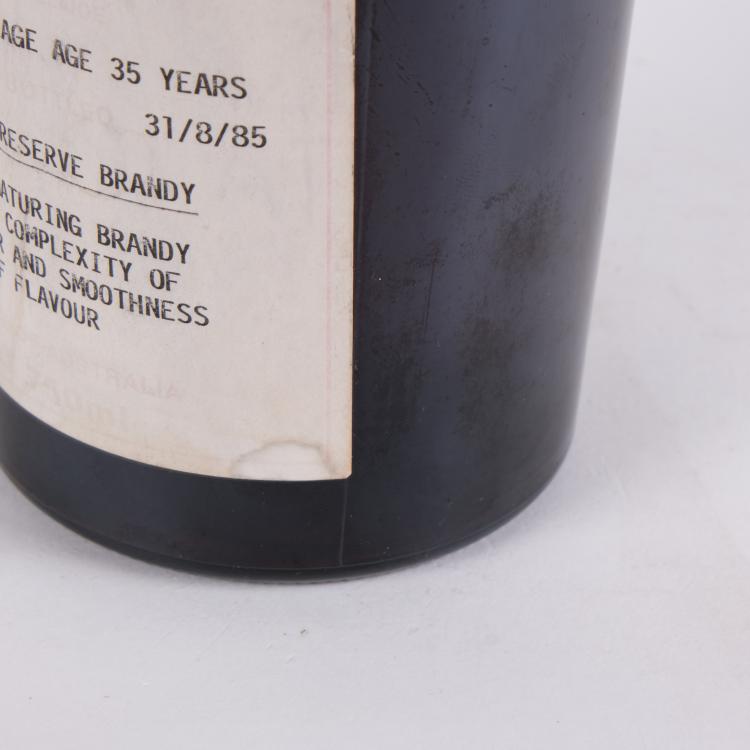 AGE AGE 35 YEARS
31/8/85
RESERVE BRANDY
ATURING BRANDY
COMPLEXITY OF
R AND SMOOTHNESS
F FLAVOUR